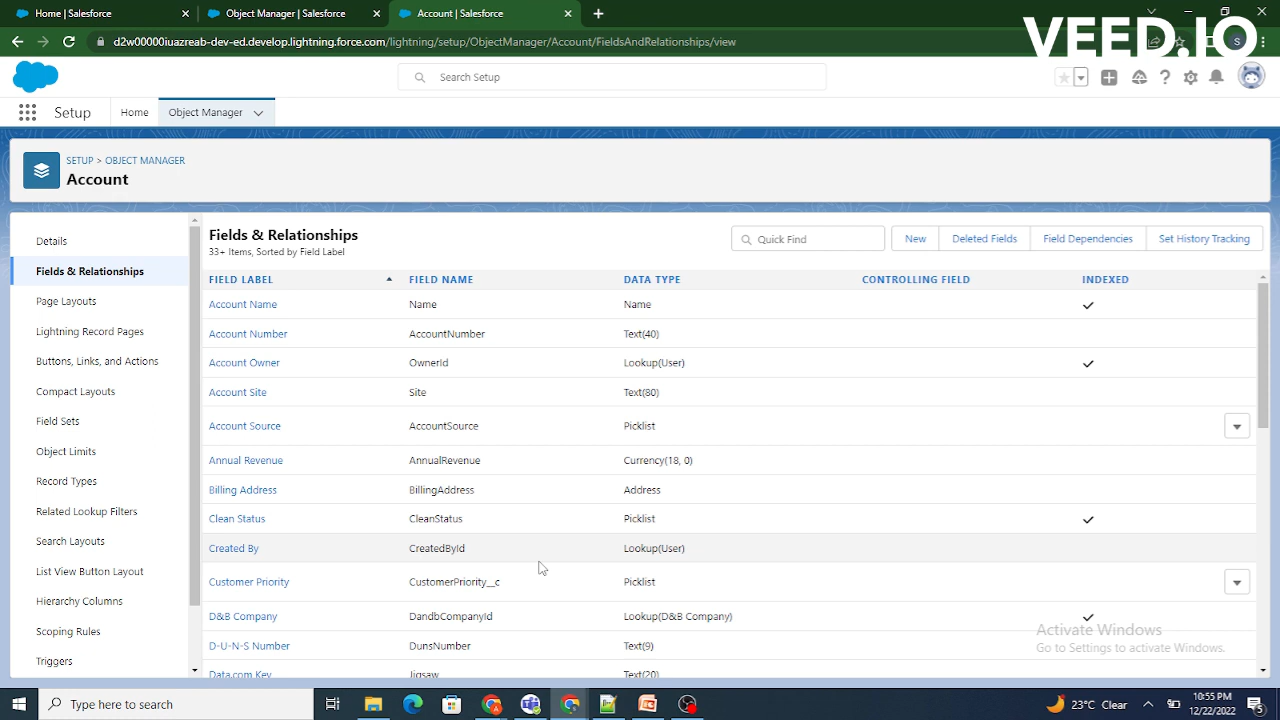 Home | Salesforce
Object Manager | Salesforce
Account | Salesforce
d2w00000iuazreab-dev-ed.develop.lightning.force.com/lightning/setup/ObjectManager/Account/FieldsAndRelationships/view
S
VEED.IO
Search Setup
Setup
Home
Object Manager
SETUP > OBJECT MANAGER
Account
Details
Fields & Relationships
Page Layouts
Lightning Record Pages
Buttons, Links, and Actions
Compact Layouts
Field Sets
Object Limits
Record Types
Related Lookup Filters
Search Layouts
List View Button Layout
Hierarchy Columns
Scoping Rules
Triggers
Fields & Relationships
33+ Items, Sorted by Field Label
Quick Find
New
Deleted Fields
Field Dependencies
Set History Tracking
FIELD LABEL FIELD NAME DATA TYPE CONTROLLING FIELD INDEXED
Account Name Name Name
Account Number AccountNumber Text(40)
Account Owner OwnerId Lookup(User)
Account Site Site Text(80)
Account Source AccountSource Picklist
Annual Revenue AnnualRevenue Currency(18, 0)
Billing Address BillingAddress Address
Clean Status CleanStatus Picklist
Created By CreatedById Lookup(User)
Customer Priority CustomerPriority__c Picklist
D&B Company DandbCompanyId Lookup(D&B Company)
D-U-N-S Number DunsNumber Text(9)
Data.com Key Jigsaw Text(20)
Activate Windows
Go to Settings to activate Windows.
Type here to search
23°C Clear
10:55 PM
12/22/2022
5